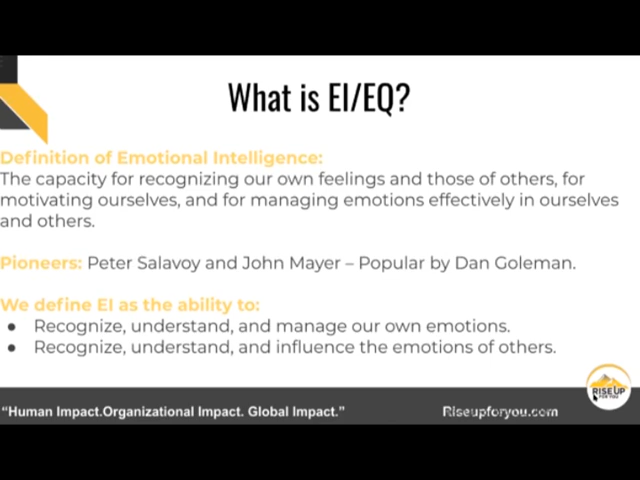 What is EI/EQ?
Definition of Emotional Intelligence:
The capacity for recognizing our own feelings and those of others, for
motivating ourselves, and for managing emotions effectively in ourselves
and others.
Pioneers: Peter Salavoy and John Mayer – Popular by Dan Goleman.
We define EI as the ability to:
● Recognize, understand, and manage our own emotions.
● Recognize, understand, and influence the emotions of others.
RISE UP
FOR YOU
“Human Impact.Organizational Impact. Global Impact.” Riseupforyou.com